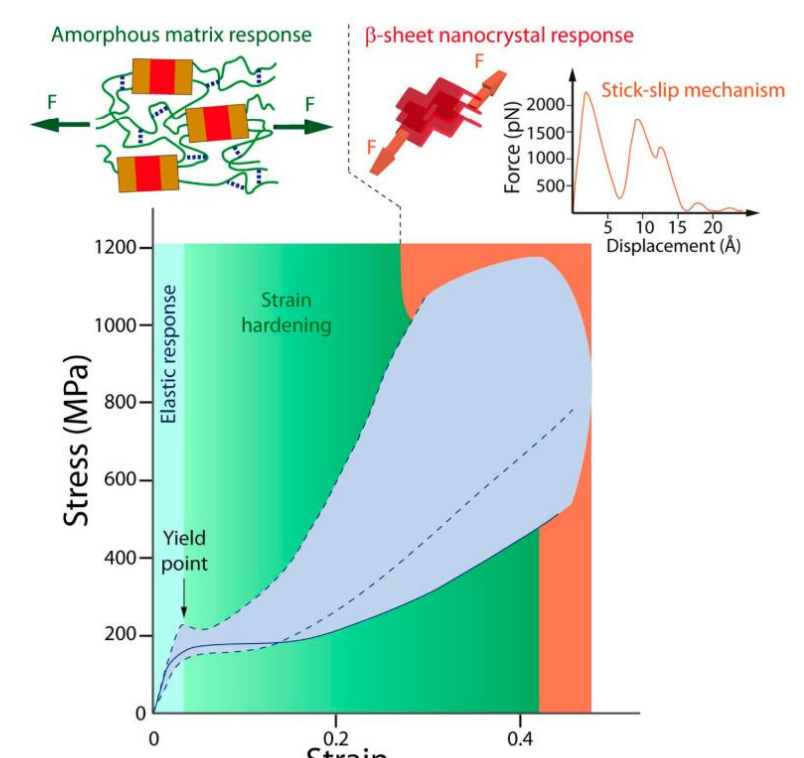 Amorphous matrix response
β-sheet nanocrystal response
F
F
F
F
Stick-slip mechanism
Force (pN)
2000
1500
1000
500
5 10 15 20
Displacement (Å)
1200
1000
800
600
400
200
0
Stress (MPa)
Elastic response
Strain
hardening
Yield
point
0 0.2 0.4
Strain